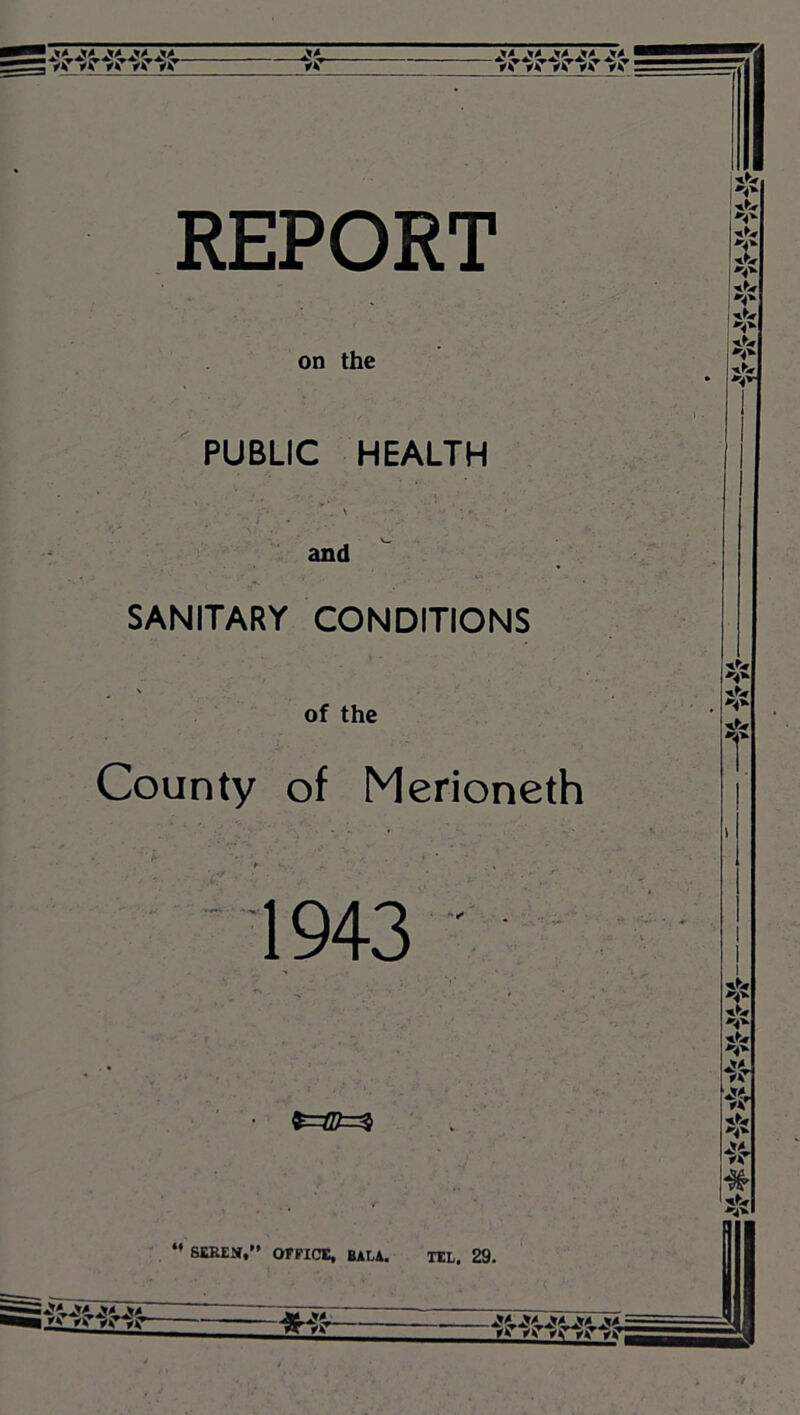 REPORT
on the
PUBLIC HEALTH
and
SANITARY CONDITIONS
of the
County of Merioneth
1943
“ SEREN,” OFFICE, BALA. TEL. 29.